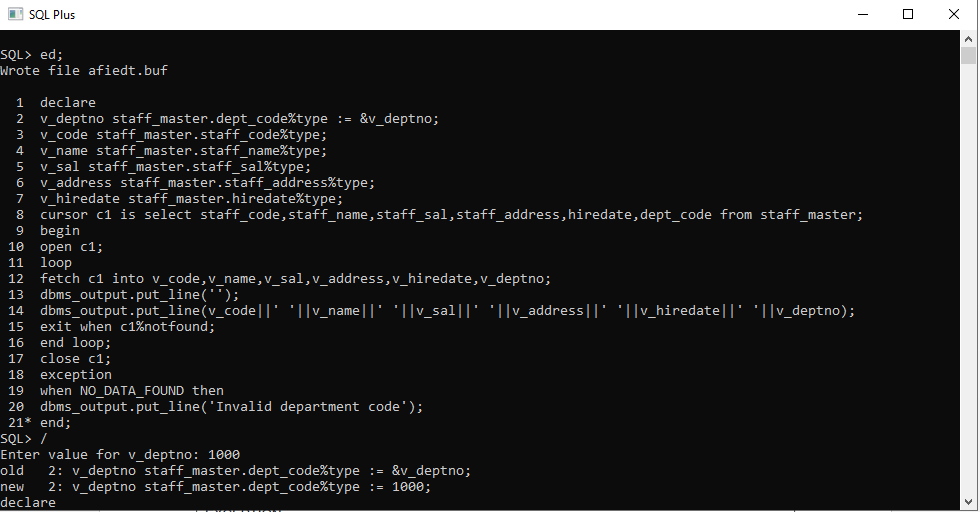 SQL Plus
SQL> ed;
Wrote file afiedt.buf
1 declare
2 v_deptno staff_master.dept_code%type := &v_deptno;
3 v_code staff_master.staff_code%type;
4 v_name staff_master.staff_name%type;
5 v_sal staff_master.staff_sal%type;
6 v_address staff_master.staff_address%type;
7 v_hiredate staff_master.hiredate%type;
8 cursor c1 is select staff_code,staff_name,staff_sal,staff_address,hiredate,dept_code from staff_master;
9 begin
10 open c1;
11 loop
12 fetch c1 into v_code,v_name,v_sal,v_address,v_hiredate,v_deptno;
13 dbms_output.put_line('');
14 dbms_output.put_line(v_code||' '||v_name||' '||v_sal||' '||v_address||' '||v_hiredate||' '||v_deptno);
15 exit when c1%notfound;
16 end loop;
17 close c1;
18 exception
19 when NO_DATA_FOUND then
20 dbms_output.put_line('Invalid department code');
21* end;
SQL> /
Enter value for v_deptno: 1000
old 2: v_deptno staff_master.dept_code%type := &v_deptno;
new 2: v_deptno staff_master.dept_code%type := 1000;
declare